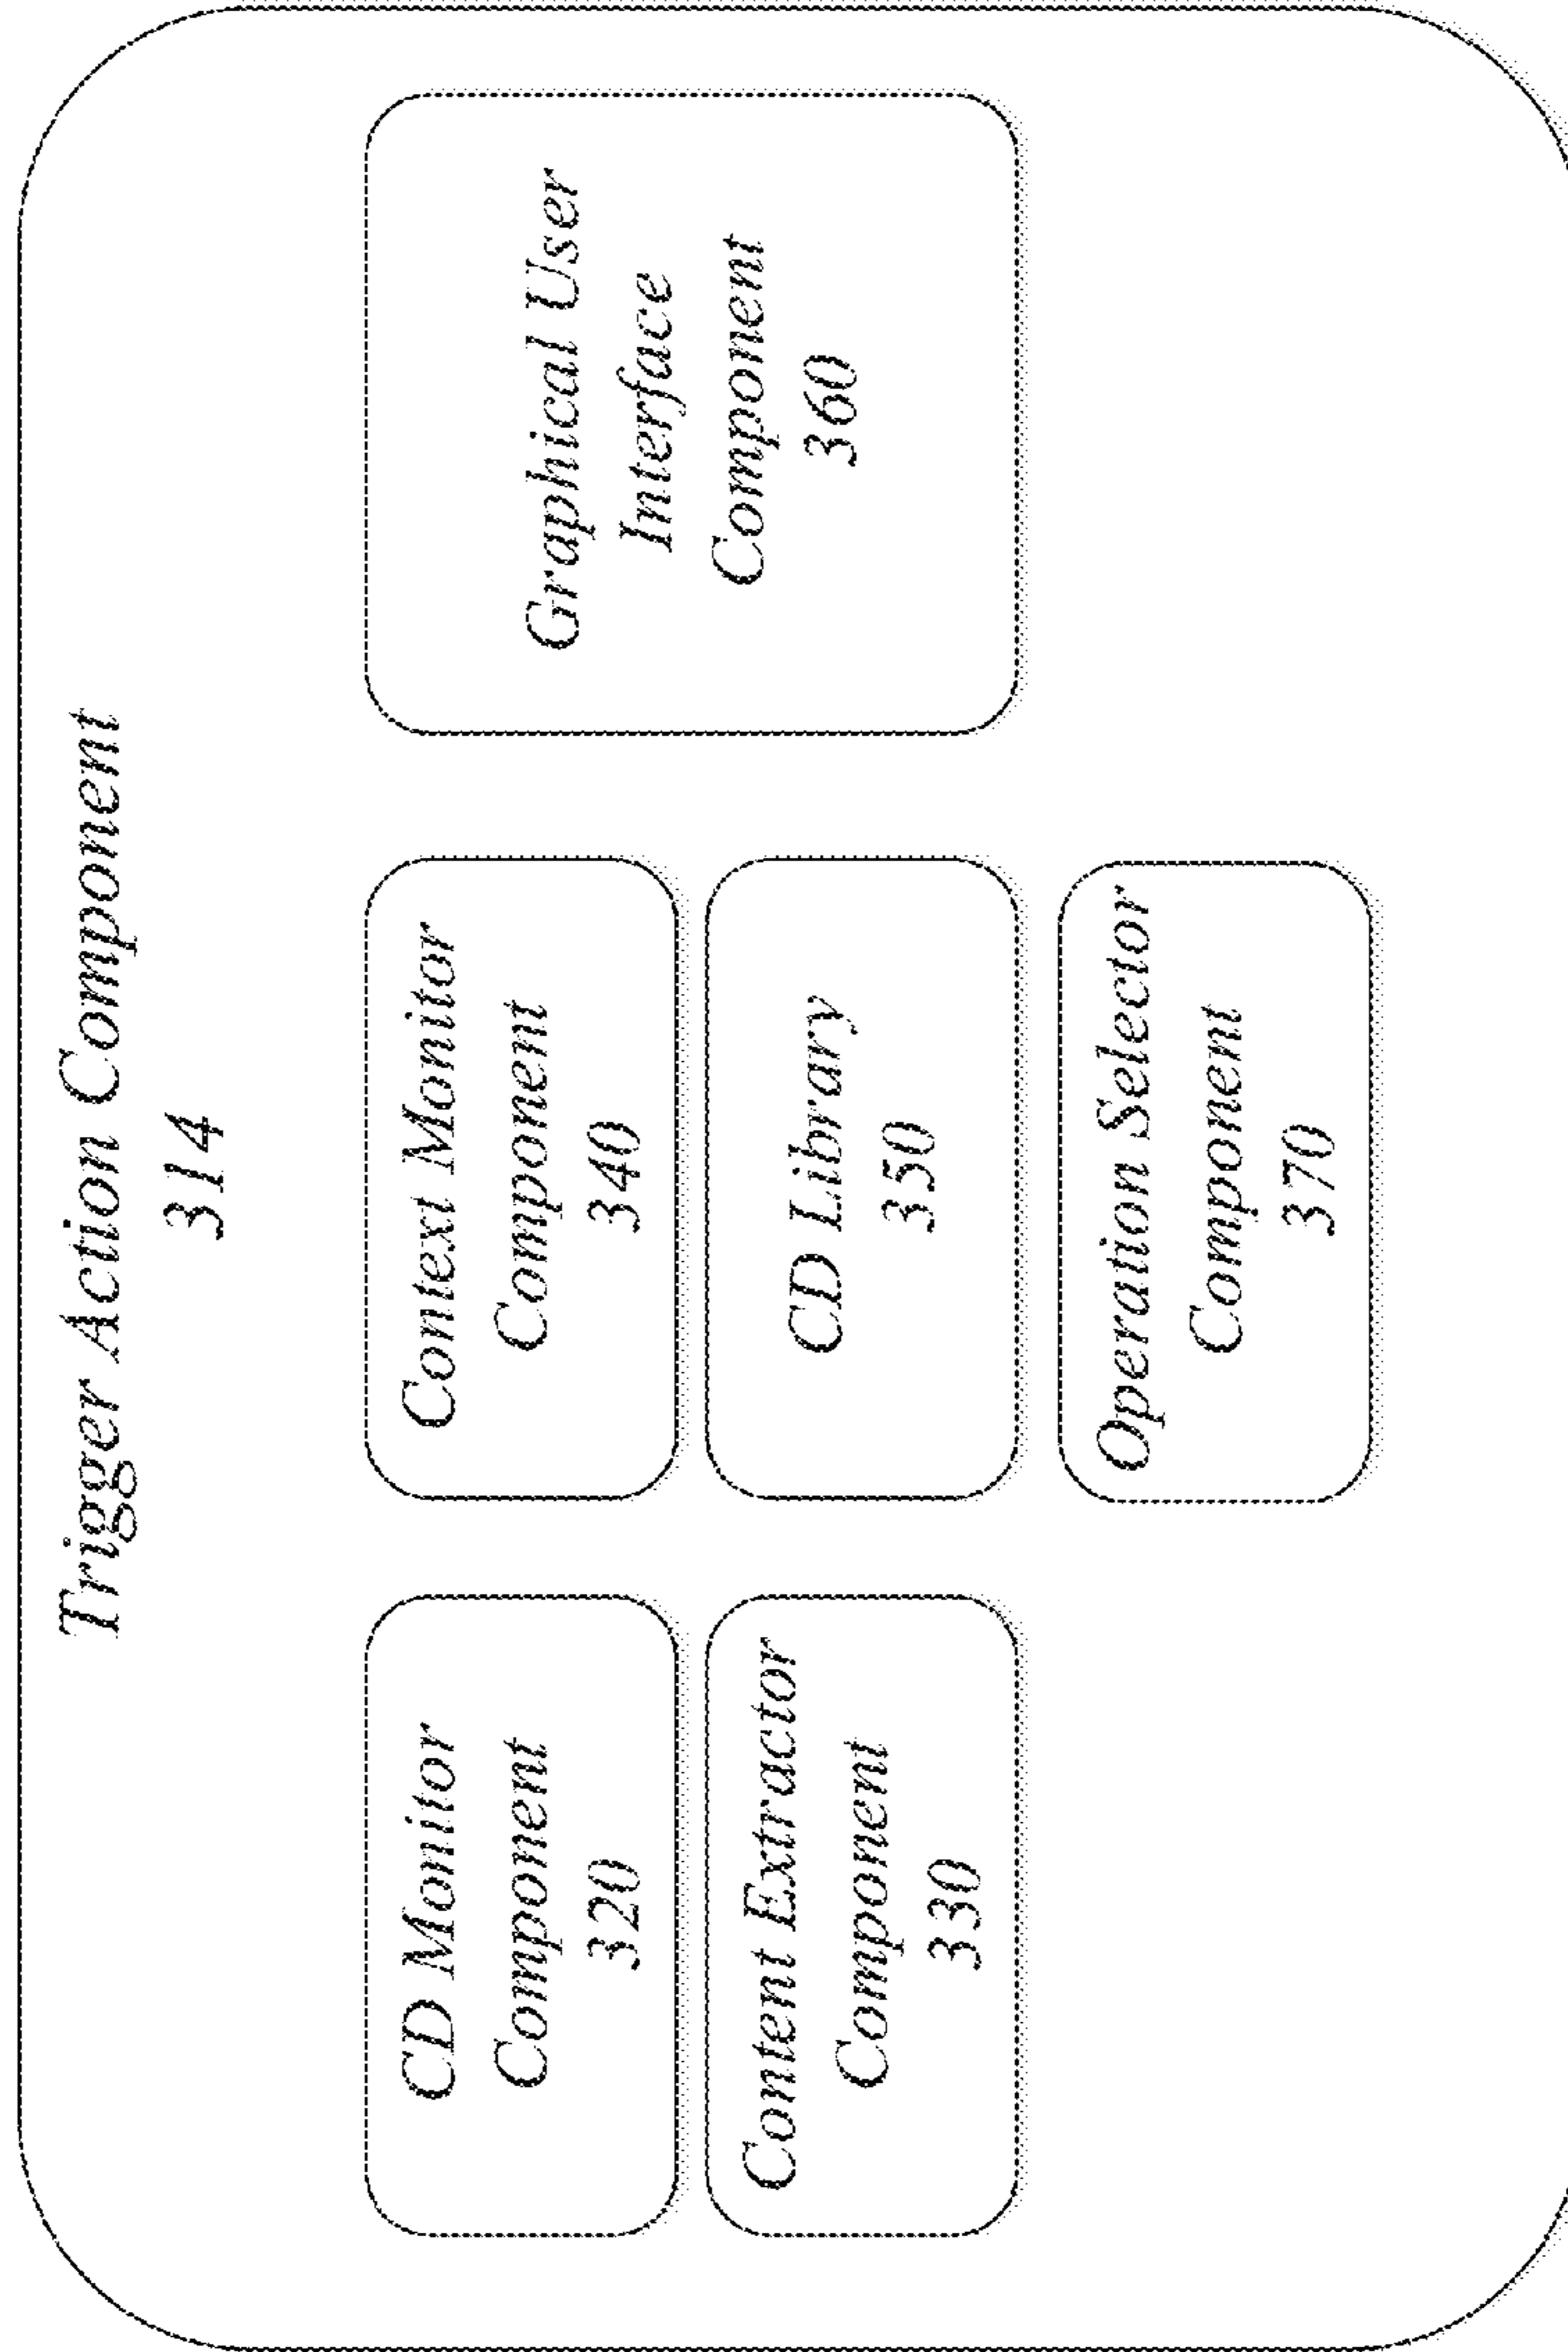 Trigger Action Component
314
CD Monitor
Component
320
Context Monitor
Component
340
Graphical User
Interface
Component
360
Content Extractor
Component
330
CD Library
350
Operation Selector
Component
370